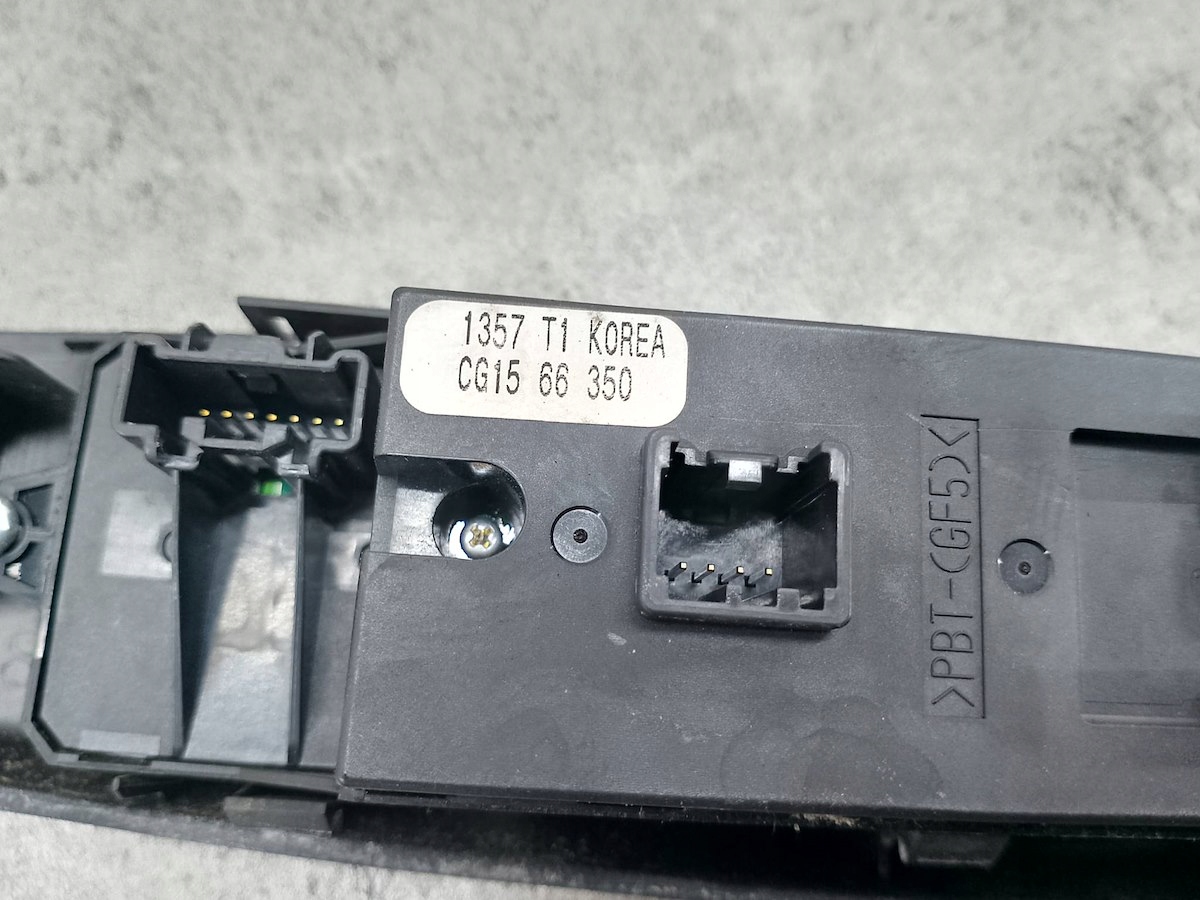 1357 T1 KOREA
CG15 66 350
>PBT-(GF5)<